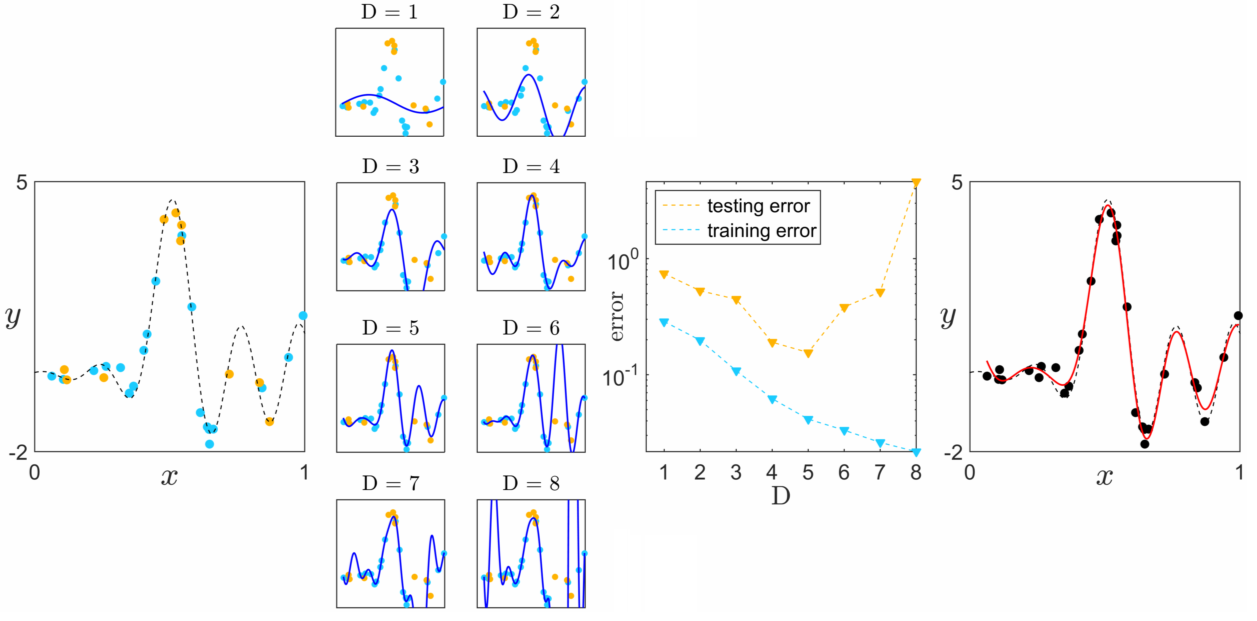 D = 1
D = 2
D = 3
D = 4
D = 5
D = 6
D = 7
D = 8
5
y
-2
0
x
1
testing error
training error
10^0
error
10^-1
1 2 3 4 5 6 7 8
D
5
y
-2
0
x
1